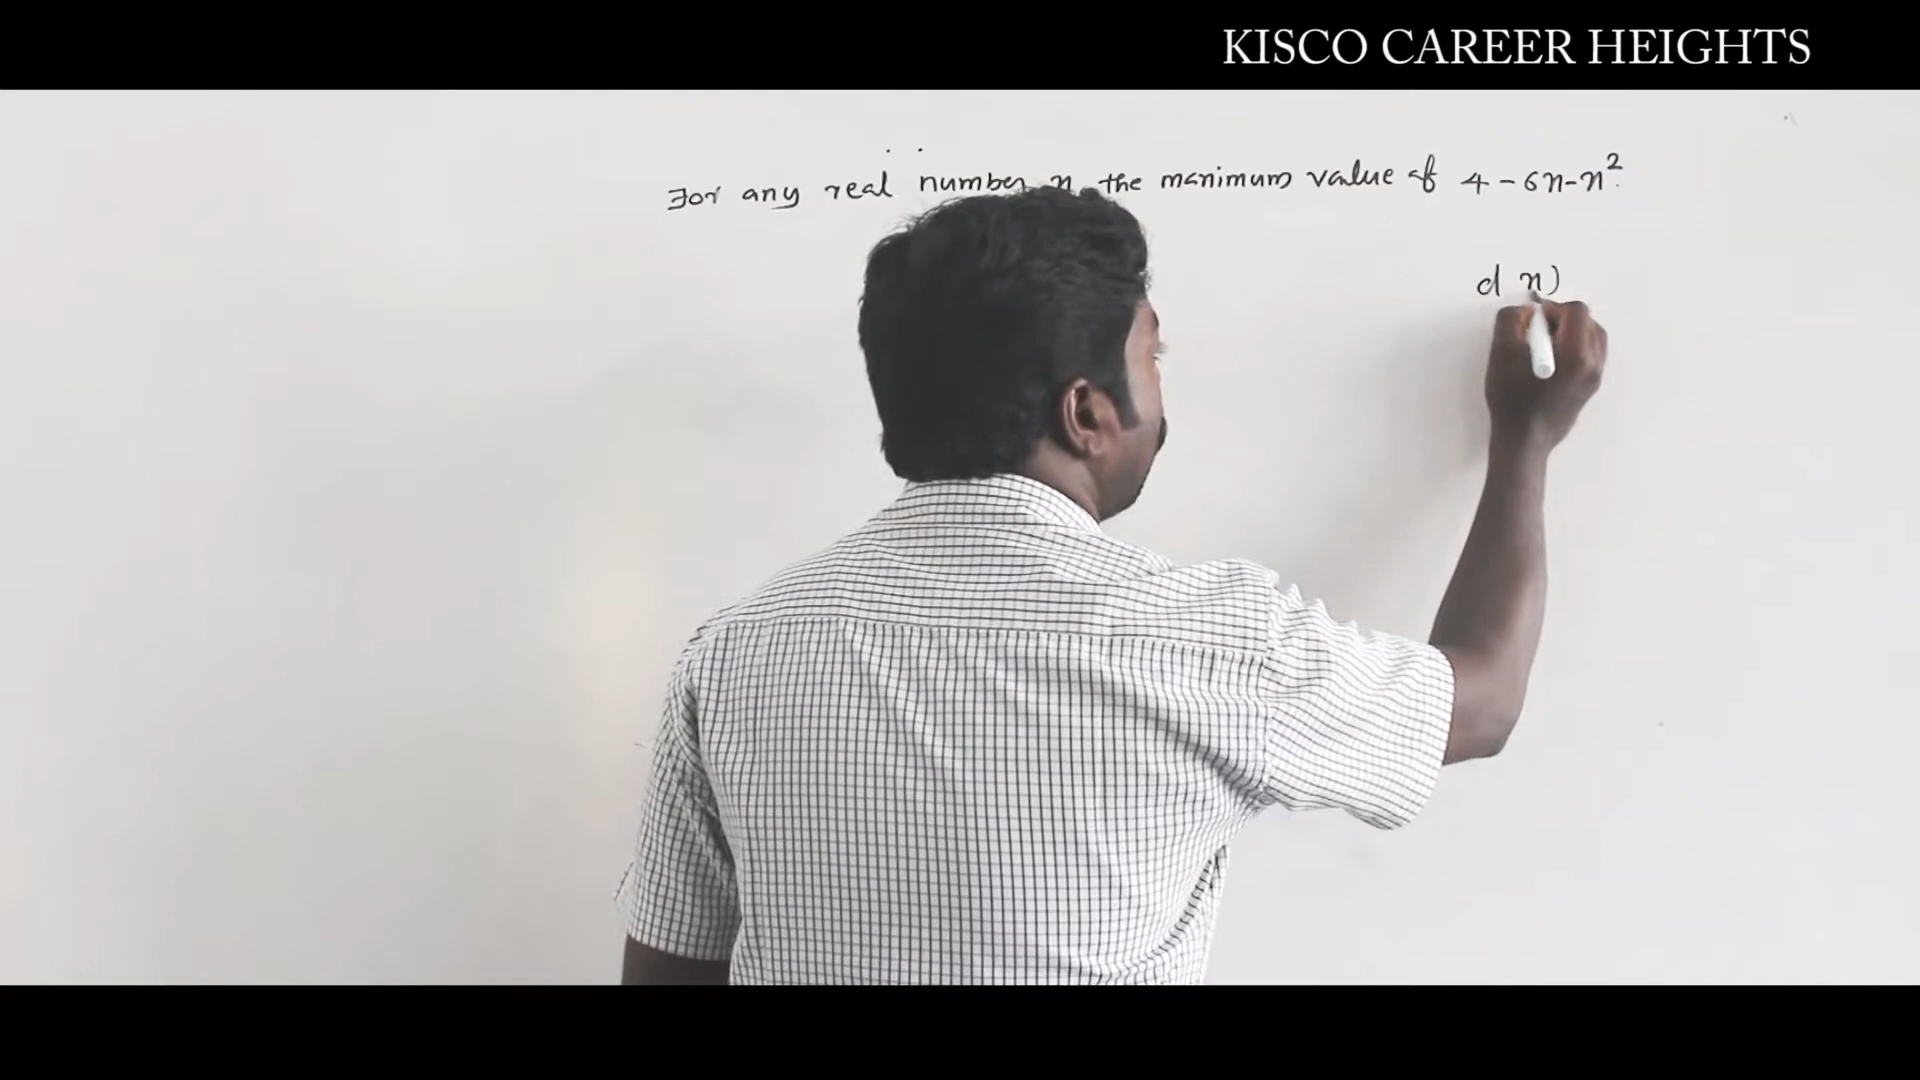 KISCO CAREER HEIGHTS
For any real number x, the maximum value of 4 - 6x - x².
d x)